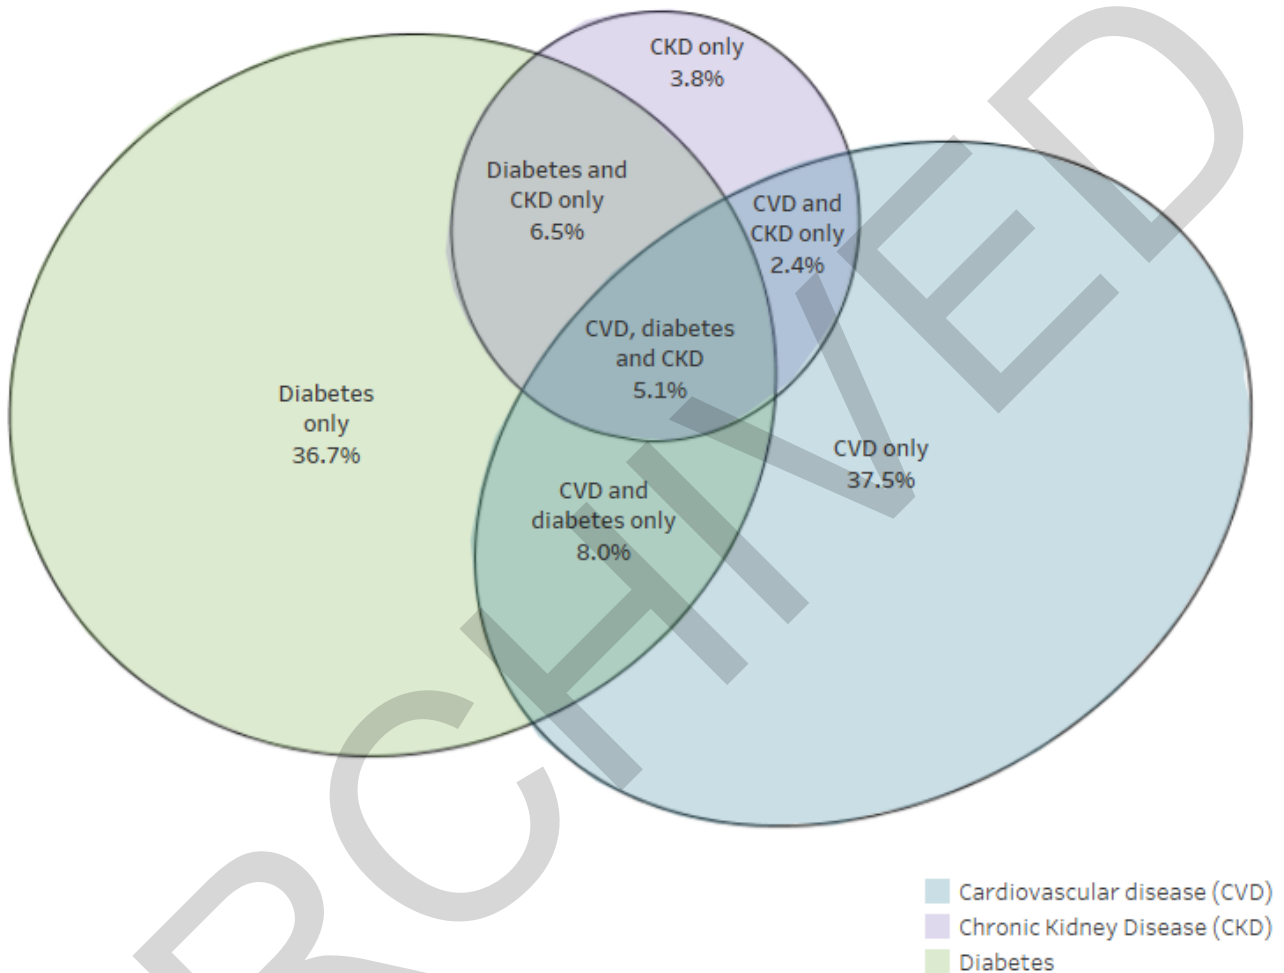 CKD only
3.8%
Diabetes and
CKD only
6.5%
CVD and
CKD only
2.4%
CVD, diabetes
and CKD
5.1%
Diabetes
only
36.7%
CVD only
37.5%
CVD and
diabetes only
8.0%
RCHIVED
Cardiovascular disease (CVD)
Chronic Kidney Disease (CKD)
Diabetes